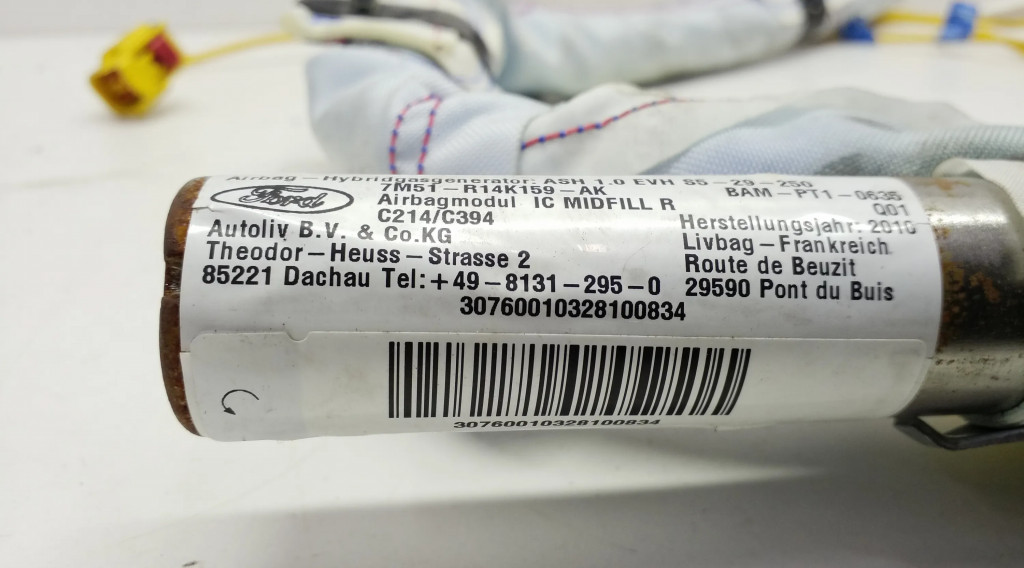 Airbag-Hybridgasgenerator: ASH 1.0 EVH S5-29-250
Ford 7M51-R14K159-AK BAM-PT1-0635
Airbagmodul IC MIDFILL R Q01
C214/C394 Herstellungsjahr: 2010
Autoliv B.V. & Co.KG Livbag-Frankreich
Theodor-Heuss-Strasse 2 Route de Beuzit
85221 Dachau Tel:+49-8131-295-0 29590 Pont du Buis
30760010328100834
30760010328100834